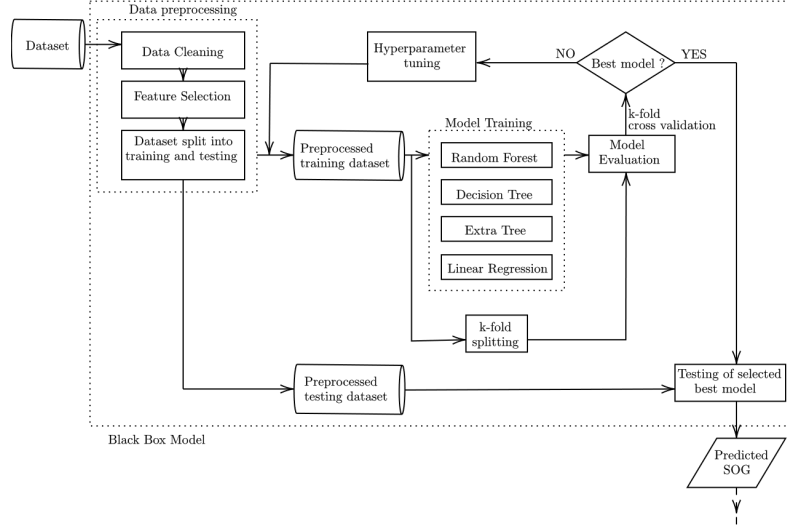 Data preprocessing
Dataset
Data Cleaning
Feature Selection
Dataset split into
training and testing
Hyperparameter
tuning
NO
Best model ?
YES
k-fold
cross validation
Preprocessed
training dataset
Model Training
Random Forest
Decision Tree
Extra Tree
Linear Regression
Model
Evaluation
k-fold
splitting
Preprocessed
testing dataset
Testing of selected
best model
Black Box Model
Predicted
SOG